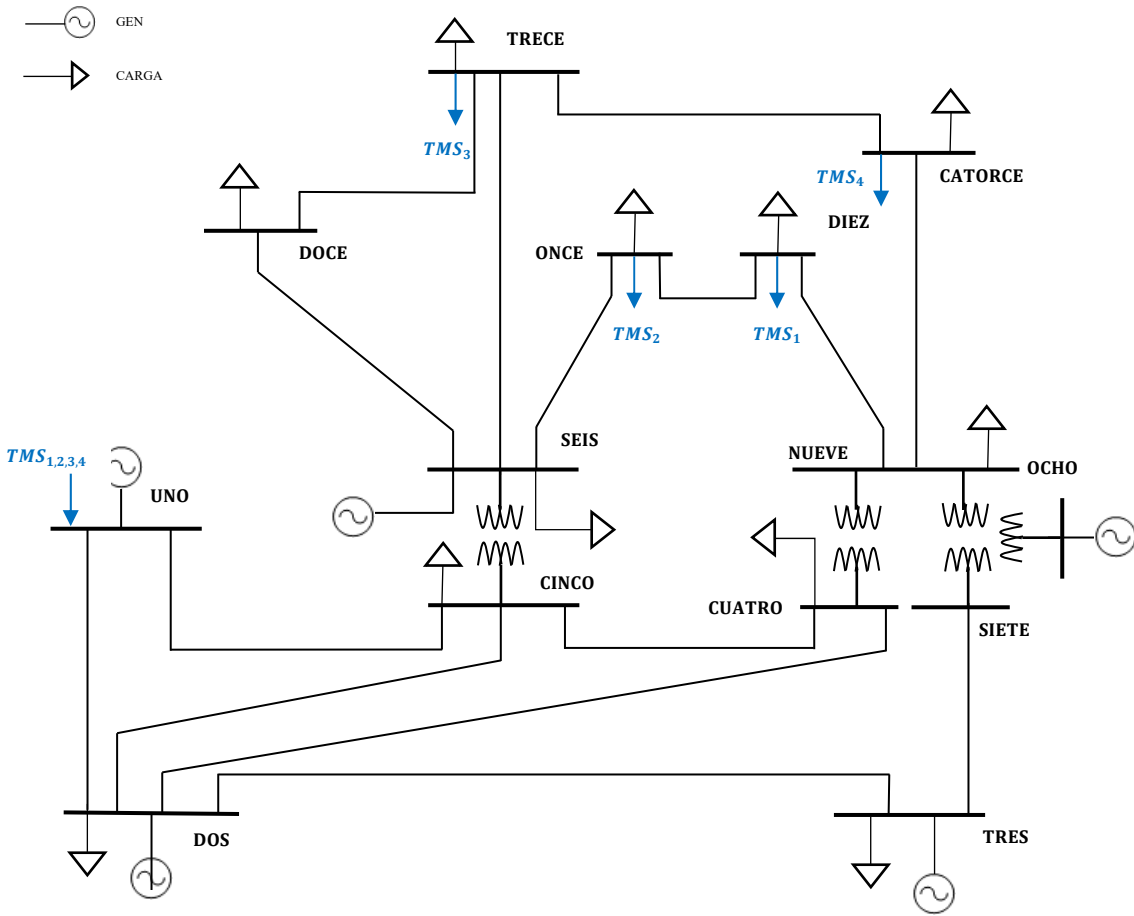 GEN
CARGA
TRECE
TMS₃
TMS₄
CATORCE
DIEZ
DOCE
ONCE
TMS₂
TMS₁
SEIS
NUEVE
OCHO
TMS₁,₂,₃,₄
UNO
CINCO
CUATRO
SIETE
DOS
TRES